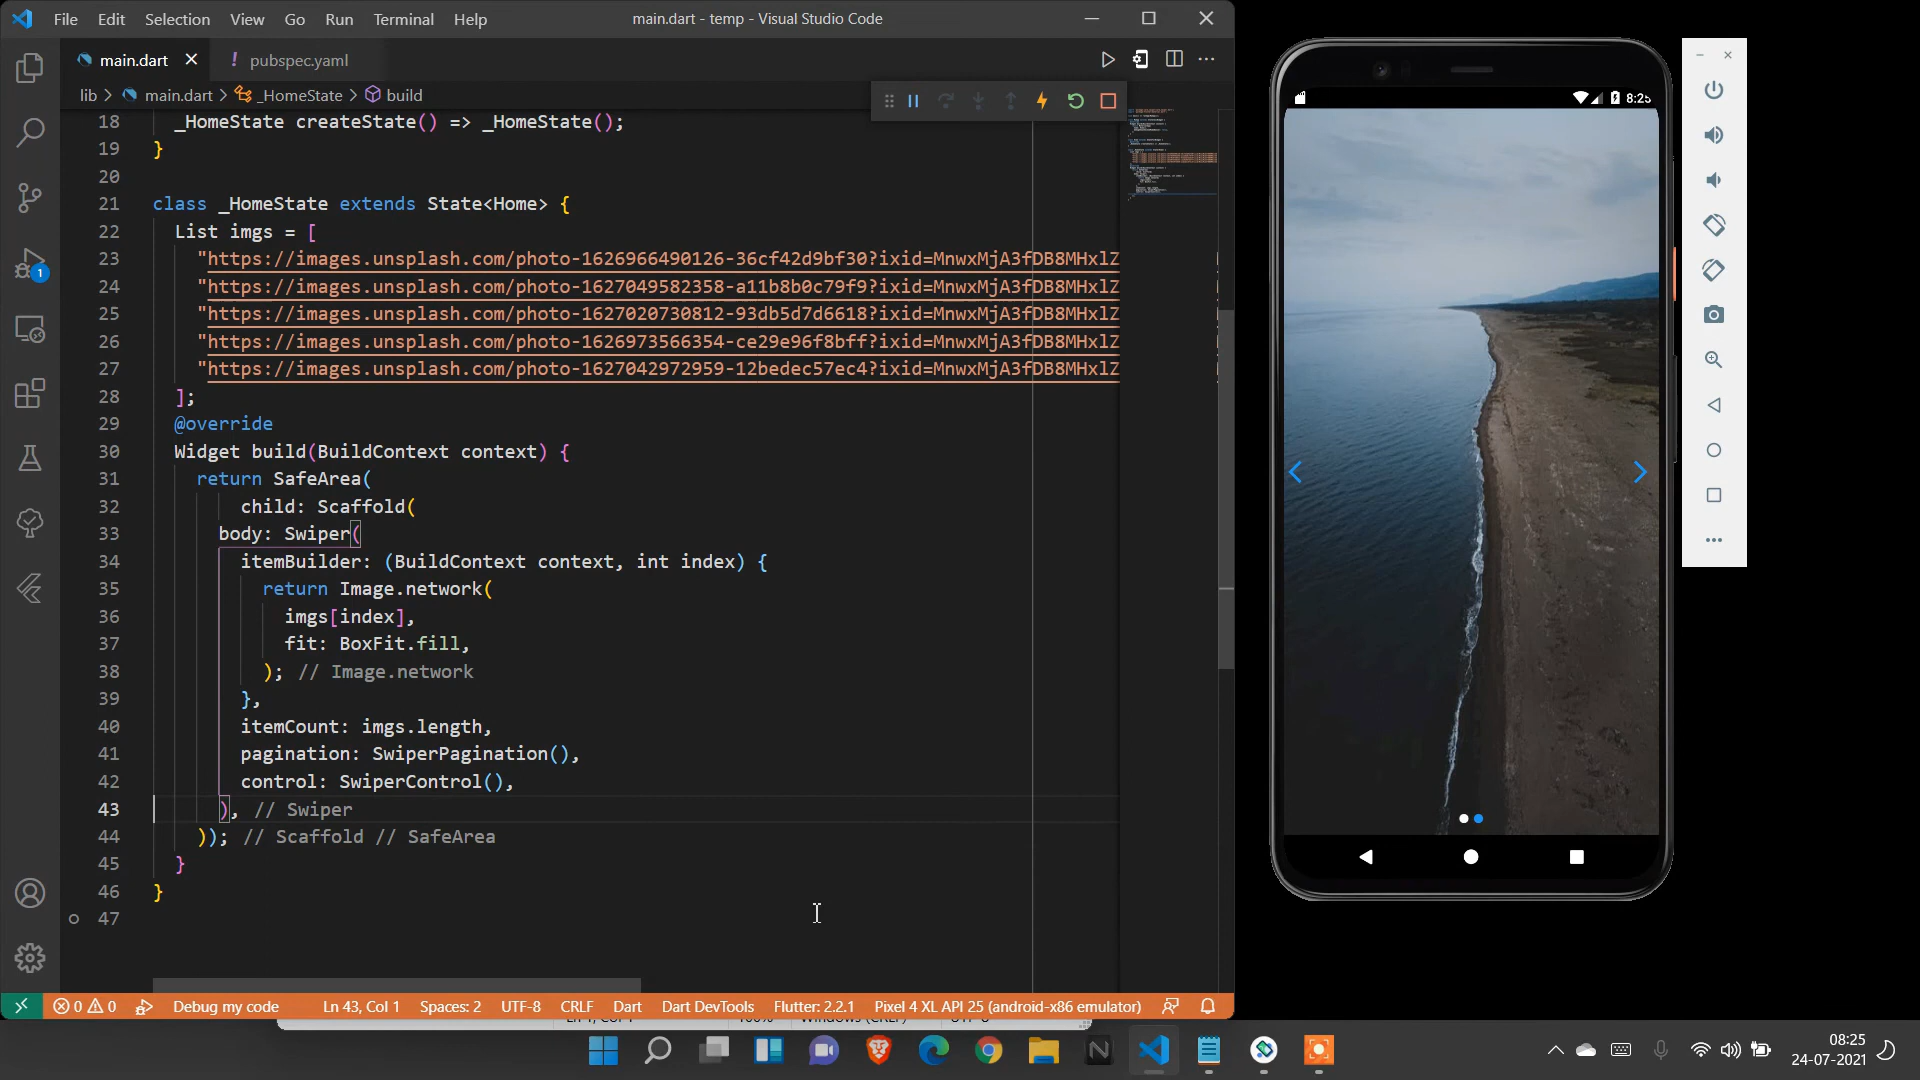 File Edit Selection View Go Run Terminal Help main.dart - temp - Visual Studio Code
main.dart ! pubspec.yaml
lib > main.dart > _HomeState > build
18 _HomeState createState() => _HomeState();
19 }
20
21 class _HomeState extends State<Home> {
22 List imgs = [
23 "https://images.unsplash.com/photo-1626966490126-36cf42d9bf30?ixid=MnwxMjA3fDB8MHxlZ
24 "https://images.unsplash.com/photo-1627049582358-a11b8b0c79f9?ixid=MnwxMjA3fDB8MHxlZ
25 "https://images.unsplash.com/photo-1627020730812-93db5d7d6618?ixid=MnwxMjA3fDB8MHxlZ
26 "https://images.unsplash.com/photo-1626973566354-ce29e96f8bff?ixid=MnwxMjA3fDB8MHxlZ
27 "https://images.unsplash.com/photo-1627042972959-12bedec57ec4?ixid=MnwxMjA3fDB8MHxlZ
28 ];
29 @override
30 Widget build(BuildContext context) {
31 return SafeArea(
32 child: Scaffold(
33 body: Swiper(
34 itemBuilder: (BuildContext context, int index) {
35 return Image.network(
36 imgs[index],
37 fit: BoxFit.fill,
38 ); // Image.network
39 },
40 itemCount: imgs.length,
41 pagination: SwiperPagination(),
42 control: SwiperControl(),
43 ), // Swiper
44 )); // Scaffold // SafeArea
45 }
46 }
47
1
8:25
0 0 Debug my code Ln 43, Col 1 Spaces: 2 UTF-8 CRLF Dart Dart DevTools Flutter: 2.2.1 Pixel 4 XL API 25 (android-x86 emulator)
08:25
24-07-2021